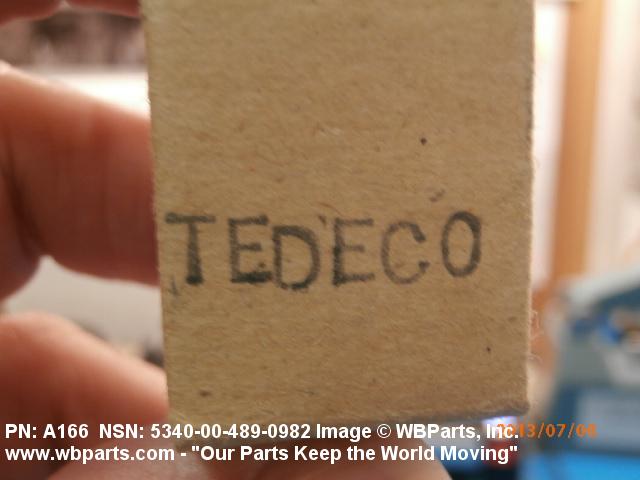 TEDECO
PN: A166 NSN: 5340-00-489-0982 Image © WBParts, Inc.
2013/07/06
www.wbparts.com - "Our Parts Keep the World Moving"